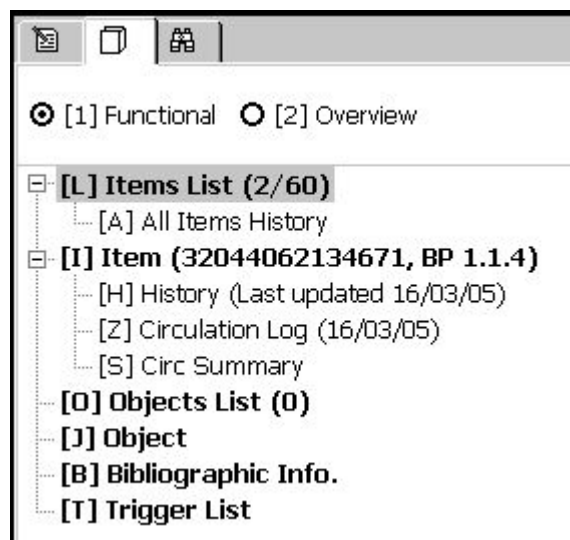 [1] Functional [2] Overview
[L] Items List (2/60)
[A] All Items History
[I] Item (32044062134671, BP 1.1.4)
[H] History (Last updated 16/03/05)
[Z] Circulation Log (16/03/05)
[S] Circ Summary
[O] Objects List (0)
[J] Object
[B] Bibliographic Info.
[T] Trigger List